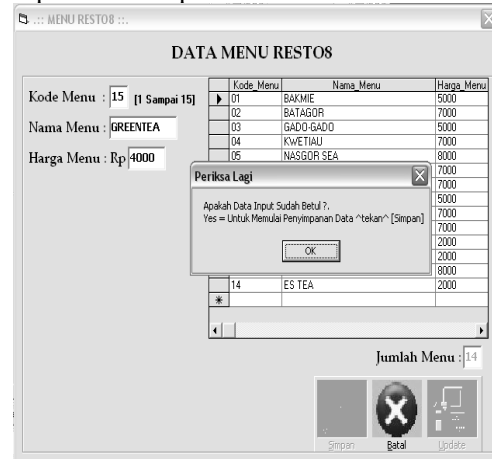 .::: MENU RESTO8 ::.
DATA MENU RESTO8
Kode Menu : 15 [1 Sampai 15]
Nama Menu : GREENTEA
Harga Menu : Rp 4000
Kode_Menu Nama_Menu Harga_Menu
01 BAKMIE 5000
02 BATAGOR 7000
03 GADO-GADO 5000
04 KWETIAU 7000
05 NASGOR SEA 8000
7000
7000
5000
7000
7000
2000
2000
8000
14 ES TEA 2000
Periksa Lagi
Apakah Data Input Sudah Betul ?.
Yes = Untuk Memulai Penyimpanan Data ^tekan^ [Simpan]
OK
Jumlah Menu : 14
Simpan Batal Update